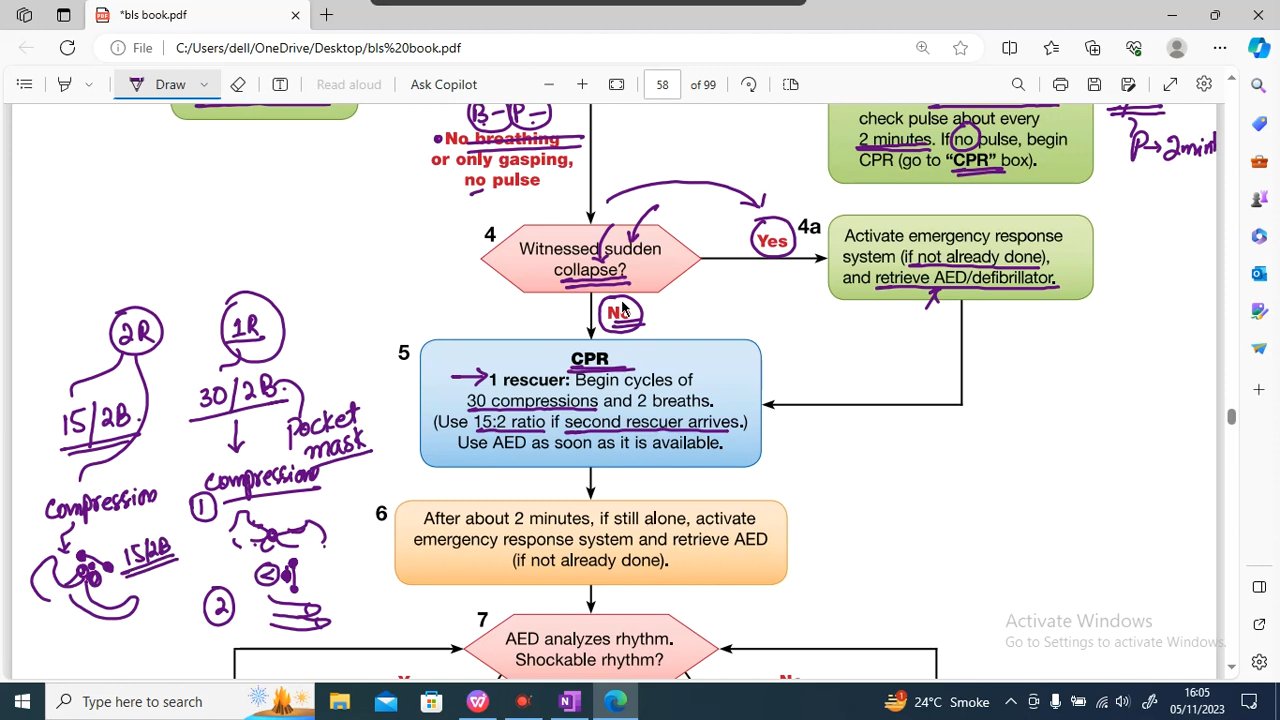 *bls book.pdf
File
C:/Users/dell/OneDrive/Desktop/bls%20book.pdf
Draw
Read aloud
Ask Copilot
58
of 99
B - P -
No breathing
or only gasping,
no pulse
check pulse about every
2 minutes. If no pulse, begin
CPR (go to “CPR” box).
P → 2min
4
Witnessed sudden
collapse?
Yes
4a
Activate emergency response
system (if not already done),
and retrieve AED/defibrillator.
No
5
CPR
1 rescuer: Begin cycles of
30 compressions and 2 breaths.
(Use 15:2 ratio if second rescuer arrives.)
Use AED as soon as it is available.
2R
15/2B.
compression
15/2B
1R
30/2B.
pocket
mask
compression
1
2
6
After about 2 minutes, if still alone, activate
emergency response system and retrieve AED
(if not already done).
7
AED analyzes rhythm.
Shockable rhythm?
Activate Windows
Go to Settings to activate Windows.
Type here to search
24°C Smoke
16:05
05/11/2023